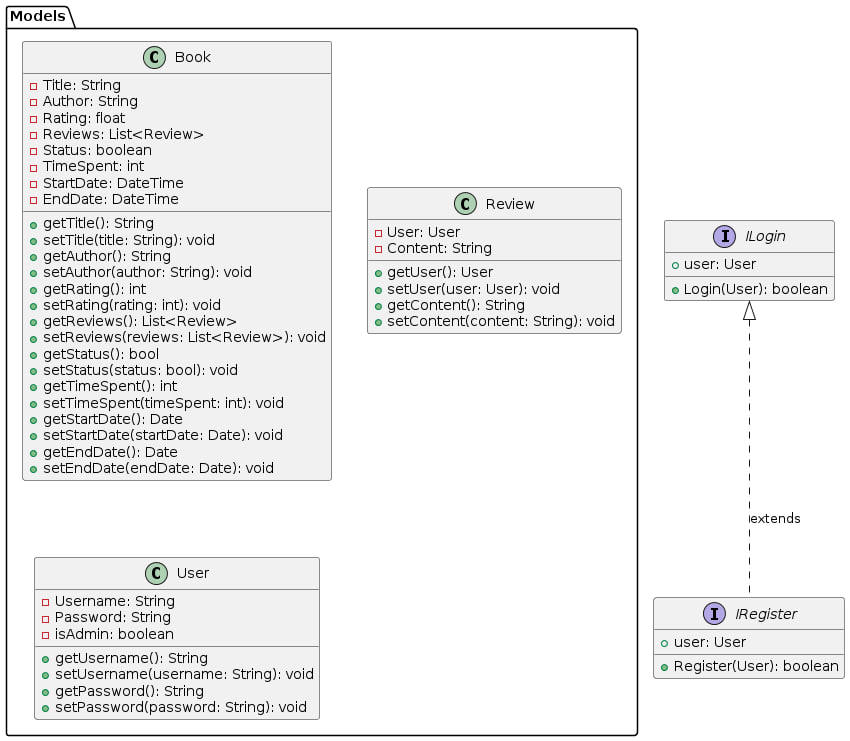 Models
C Book
Title: String
Author: String
Rating: float
Reviews: List<Review>
Status: boolean
TimeSpent: int
StartDate: DateTime
EndDate: DateTime
getTitle(): String
setTitle(title: String): void
getAuthor(): String
setAuthor(author: String): void
getRating(): int
setRating(rating: int): void
getReviews(): List<Review>
setReviews(reviews: List<Review>): void
getStatus(): bool
setStatus(status: bool): void
getTimeSpent(): int
setTimeSpent(timeSpent: int): void
getStartDate(): Date
setStartDate(startDate: Date): void
getEndDate(): Date
setEndDate(endDate: Date): void
C Review
User: User
Content: String
getUser(): User
setUser(user: User): void
getContent(): String
setContent(content: String): void
C User
Username: String
Password: String
isAdmin: boolean
getUsername(): String
setUsername(username: String): void
getPassword(): String
setPassword(password: String): void
I ILogin
user: User
Login(User): boolean
extends
I IRegister
user: User
Register(User): boolean